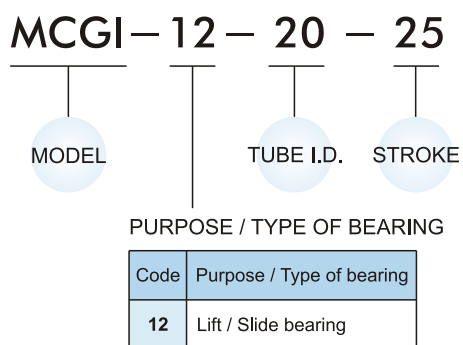 MCGI – 12 – 20 – 25
MODEL
TUBE I.D.
STROKE
PURPOSE / TYPE OF BEARING
Code Purpose / Type of bearing
12 Lift / Slide bearing